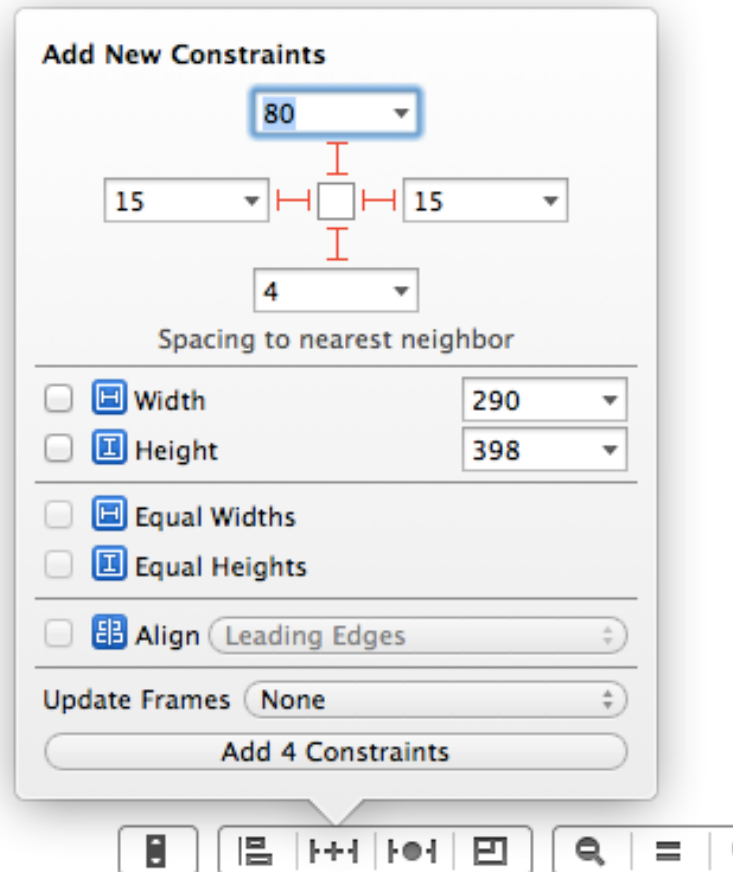 Add New Constraints
80
15 15
4
Spacing to nearest neighbor
Width 290
Height 398
Equal Widths
Equal Heights
Align Leading Edges
Update Frames None
Add 4 Constraints